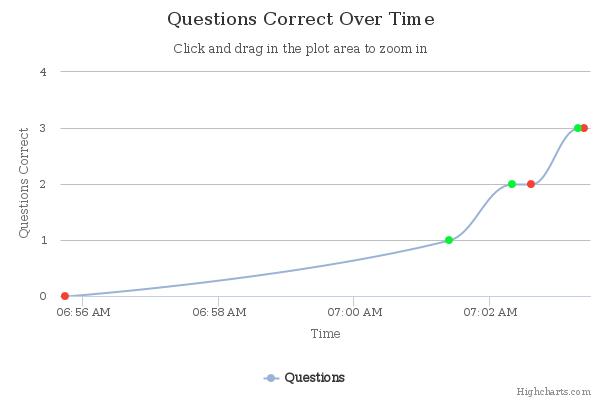 Questions Correct Over Time
Click and drag in the plot area to zoom in
Questions Correct
4
3
2
1
0
06:56 AM
06:58 AM
07:00 AM
07:02 AM
Time
Questions
Highcharts.com